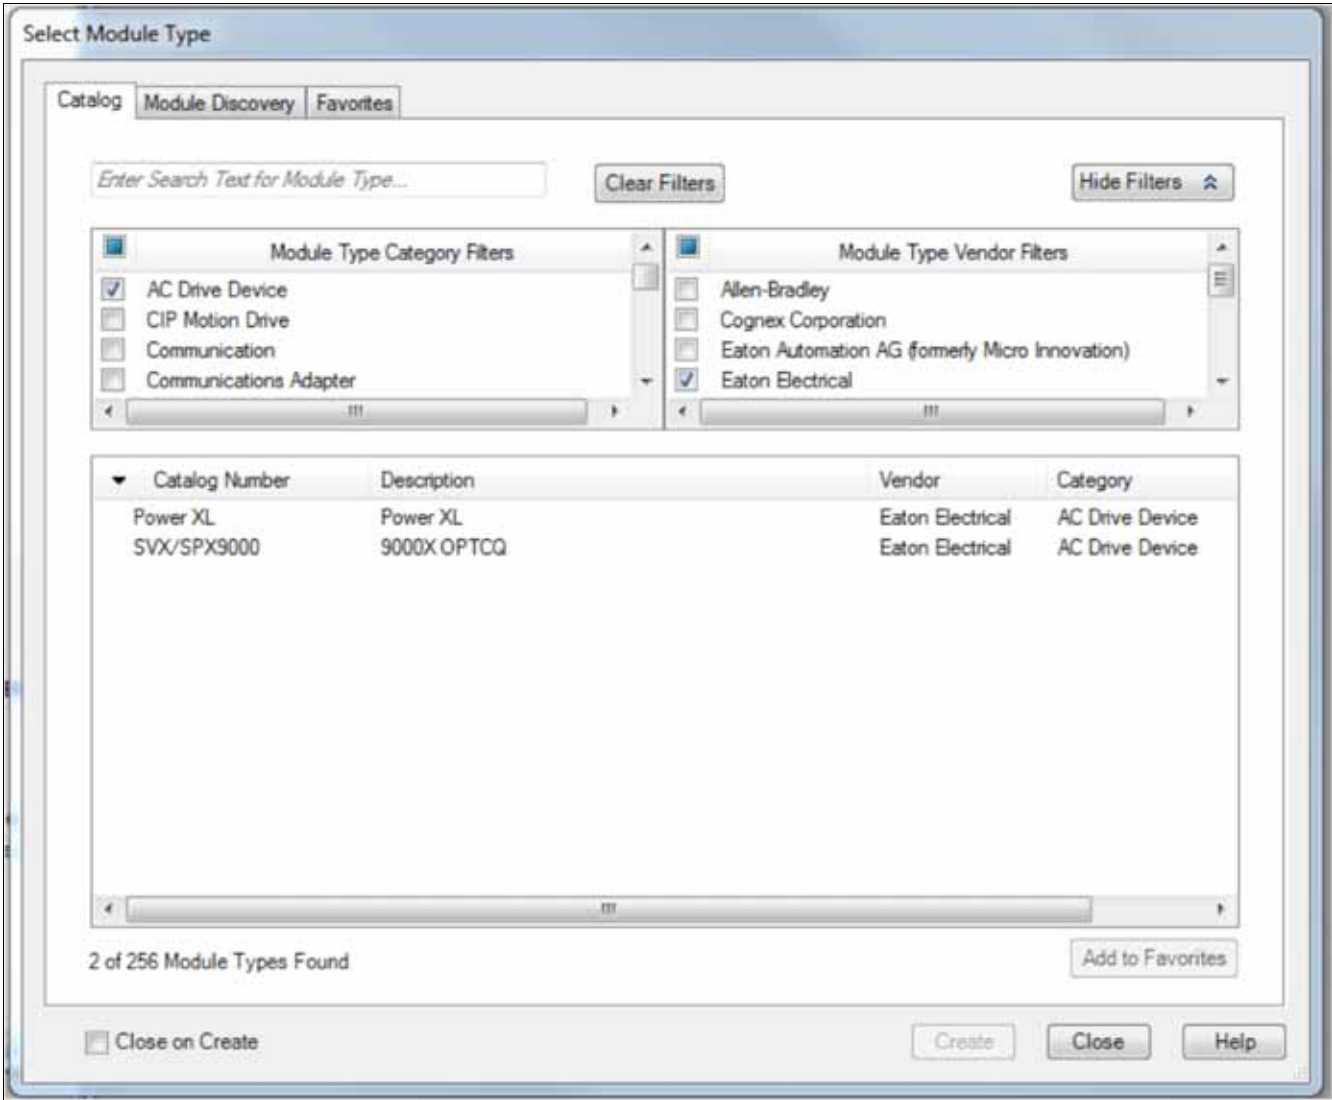 Select Module Type
Catalog Module Discovery Favorites
Enter Search Text for Module Type... Clear Filters Hide Filters
Module Type Category Filters Module Type Vendor Filters
AC Drive Device Allen-Bradley
CIP Motion Drive Cognex Corporation
Communication Eaton Automation AG (formerly Micro Innovation)
Communications Adapter Eaton Electrical
Catalog Number Description Vendor Category
Power XL Power XL Eaton Electrical AC Drive Device
SVX/SPX9000 9000X OPTCQ Eaton Electrical AC Drive Device
2 of 256 Module Types Found Add to Favorites
Close on Create Create Close Help